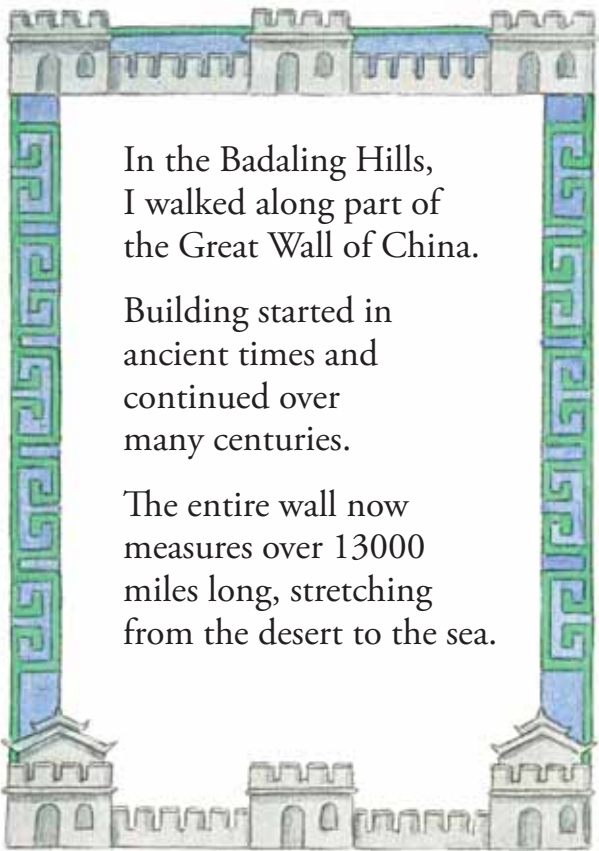 In the Badaling Hills,
I walked along part of
the Great Wall of China.
Building started in
ancient times and
continued over
many centuries.
The entire wall now
measures over 13000
miles long, stretching
from the desert to the sea.